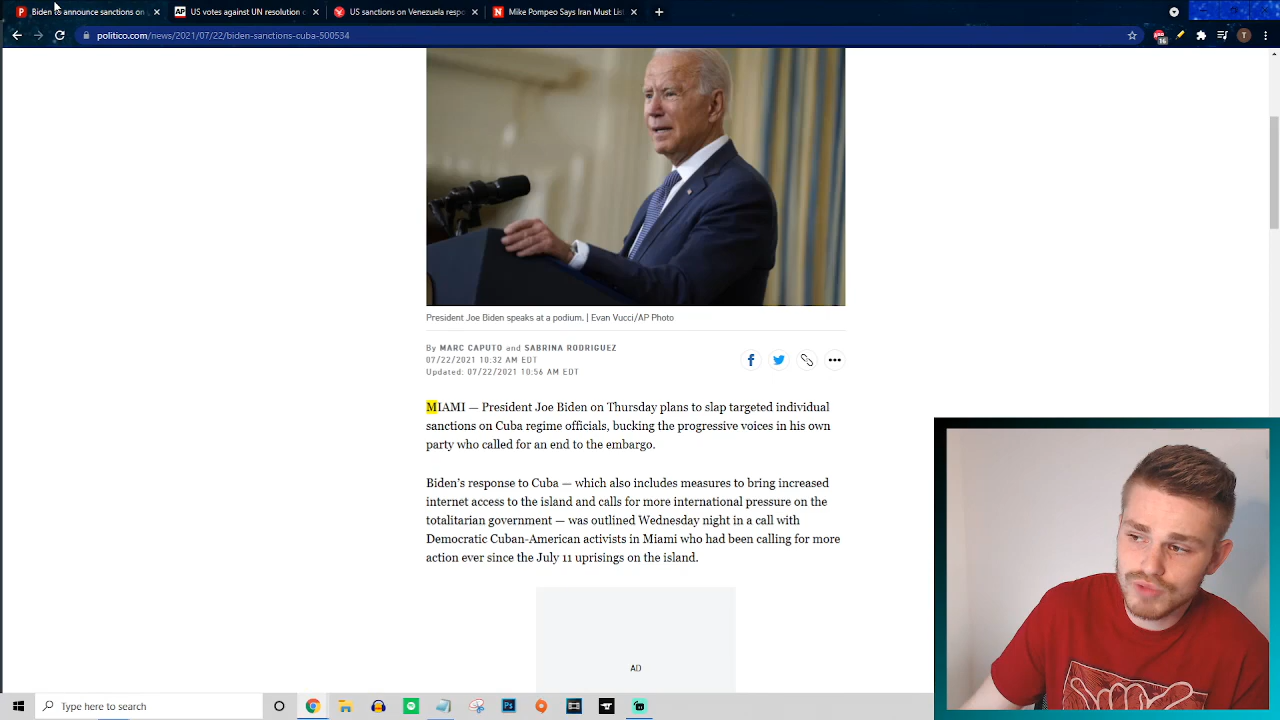 Biden to announce sanctions on
US votes against UN resolution c
US sanctions on Venezuela resp
Mike Pompeo Says Iran Must List
politico.com/news/2021/07/22/biden-sanctions-cuba-500534
16
T
President Joe Biden speaks at a podium. | Evan Vucci/AP Photo
By MARC CAPUTO and SABRINA RODRIGUEZ
07/22/2021 10:32 AM EDT
Updated: 07/22/2021 10:56 AM EDT
MIAMI — President Joe Biden on Thursday plans to slap targeted individual
sanctions on Cuba regime officials, bucking the progressive voices in his own
party who called for an end to the embargo.
Biden's response to Cuba — which also includes measures to bring increased
internet access to the island and calls for more international pressure on the
totalitarian government — was outlined Wednesday night in a call with
Democratic Cuban-American activists in Miami who had been calling for more
action ever since the July 11 uprisings on the island.
AD
Type here to search